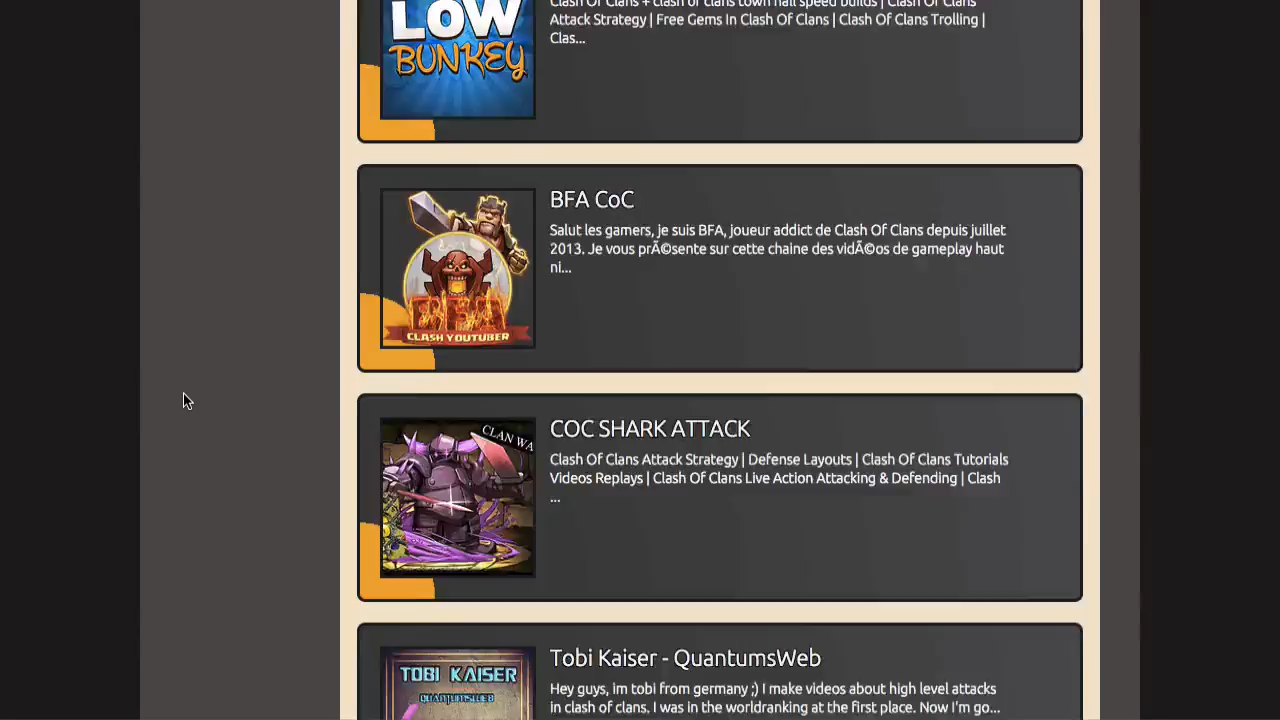 Clash Of Clans + clash of clans town hall speed builds | Clash Of Clans
Attack Strategy | Free Gems In Clash Of Clans | Clash Of Clans Trolling |
Clas...
LOW
BUNKEY
BFA CoC
Salut les gamers, je suis BFA, joueur addict de Clash Of Clans depuis juillet
2013. Je vous prÃ©sente sur cette chaine des vidÃ©os de gameplay haut
ni...
BFA
CLASH YOUTUBER
COC SHARK ATTACK
Clash Of Clans Attack Strategy | Defense Layouts | Clash Of Clans Tutorials
Videos Replays | Clash Of Clans Live Action Attacking & Defending | Clash
...
CLAN WA
Tobi Kaiser - QuantumsWeb
Hey guys, im tobi from germany ;) I make videos about high level attacks
in clash of clans. I was in the worldranking at the first place. Now I'm go...
TOBI KAISER
QUANTUMSWEB